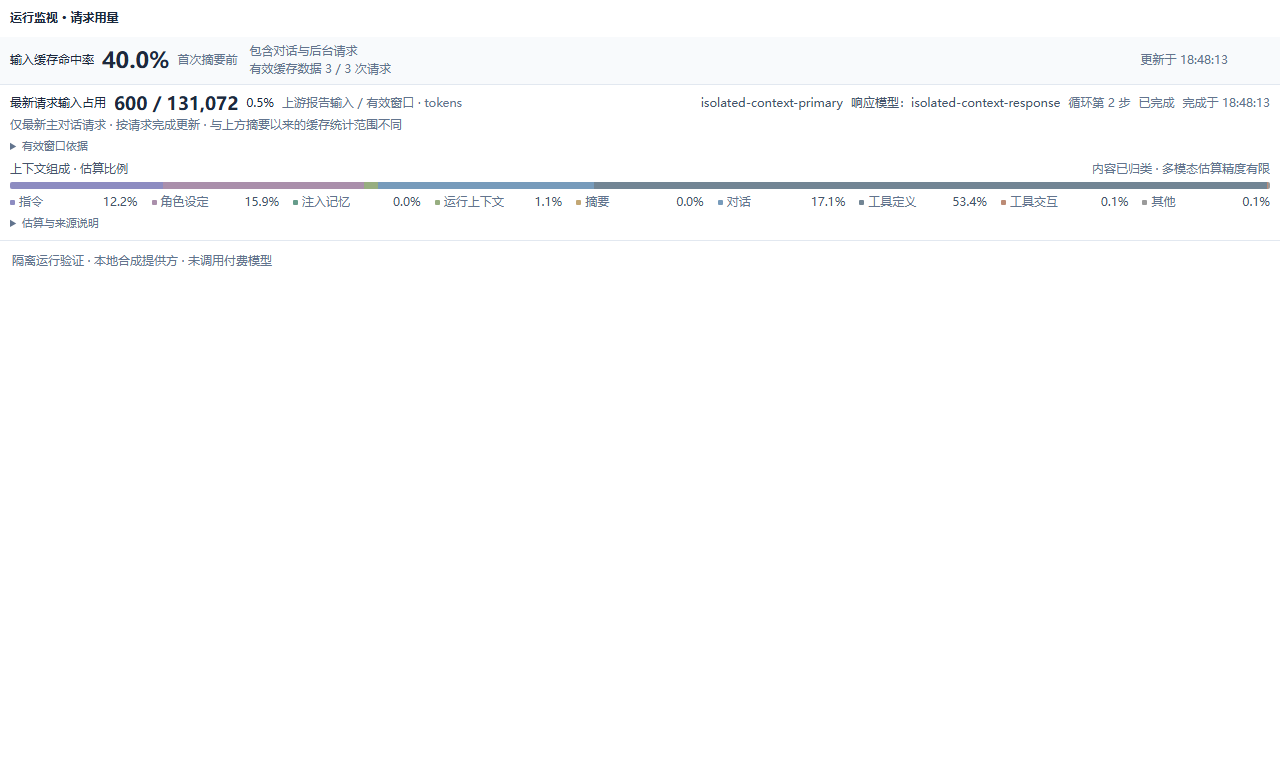 运行监视・请求用量
输入缓存命中率 40.0% 首次摘要前 包含对话与后台请求
有效缓存数据 3 / 3 次请求 更新于 18:48:13
最新请求输入占用 600 / 131,072 0.5% 上游报告输入 / 有效窗口 · tokens isolated-context-primary 响应模型：isolated-context-response 循环第 2 步 已完成 完成于 18:48:13
仅最新主对话请求 · 按请求完成更新 · 与上方摘要以来的缓存统计范围不同
有效窗口依据
上下文组成 · 估算比例 内容已归类 · 多模态估算精度有限
指令 12.2% 角色设定 15.9% 注入记忆 0.0% 运行上下文 1.1% 摘要 0.0% 对话 17.1% 工具定义 53.4% 工具交互 0.1% 其他 0.1%
估算与来源说明
隔离运行验证 · 本地合成提供方 · 未调用付费模型